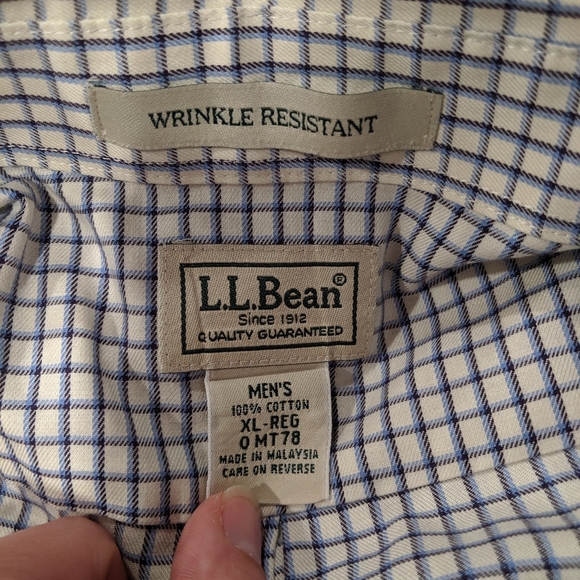 WRINKLE RESISTANT
L.L.Bean®
Since 1912
QUALITY GUARANTEED
MEN'S
100% COTTON
XL-REG
0 MT78
MADE IN MALAYSIA
CARE ON REVERSE